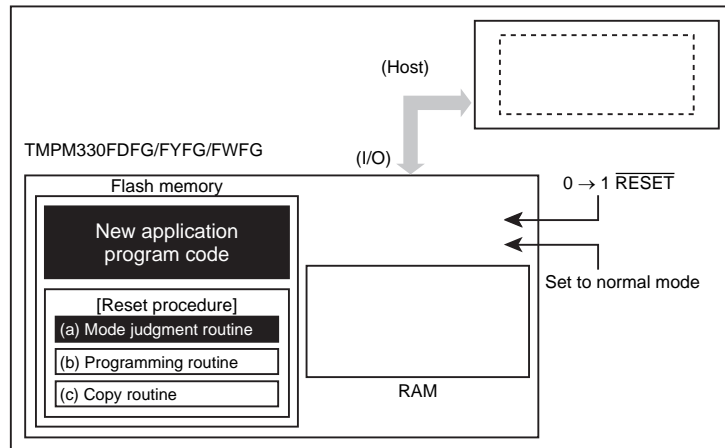 (Host)
TMPM330FDFG/FYFG/FWFG
(I/O)
Flash memory
0 → 1 RESET
New application
program code
Set to normal mode
[Reset procedure]
(a) Mode judgment routine
(b) Programming routine
(c) Copy routine
RAM